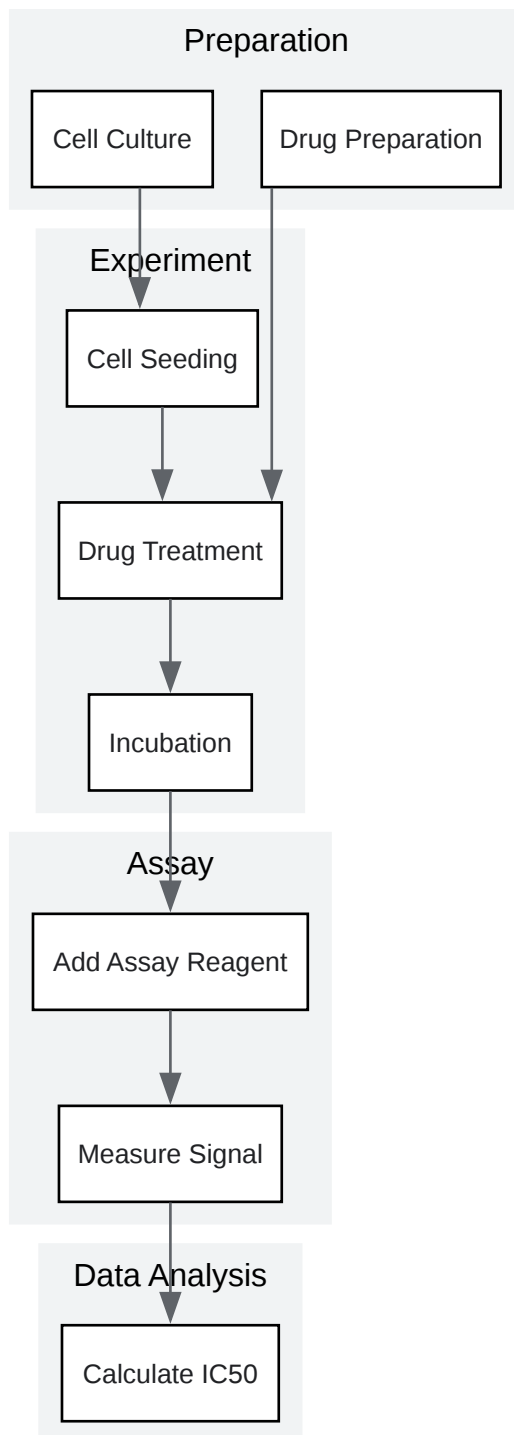 Preparation
Cell Culture
Drug Preparation
Experiment
Cell Seeding
Drug Treatment
Incubation
Assay
Add Assay Reagent
Measure Signal
Data Analysis
Calculate IC50